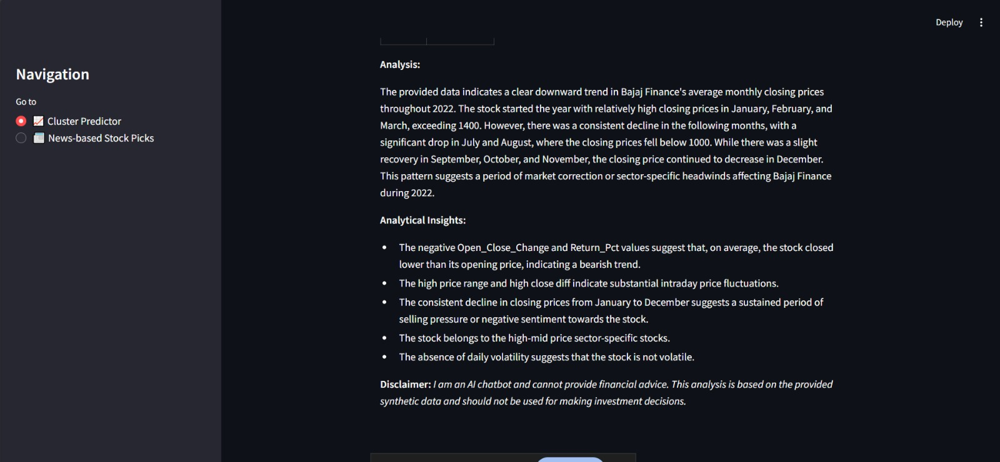 Deploy
Navigation
Go to
Cluster Predictor
News-based Stock Picks
Analysis:
The provided data indicates a clear downward trend in Bajaj Finance's average monthly closing prices
throughout 2022. The stock started the year with relatively high closing prices in January, February, and
March, exceeding 1400. However, there was a consistent decline in the following months, with a
significant drop in July and August, where the closing prices fell below 1000. While there was a slight
recovery in September, October, and November, the closing price continued to decrease in December.
This pattern suggests a period of market correction or sector-specific headwinds affecting Bajaj Finance
during 2022.
Analytical Insights:
• The negative Open_Close_Change and Return_Pct values suggest that, on average, the stock closed
lower than its opening price, indicating a bearish trend.
• The high price range and high close diff indicate substantial intraday price fluctuations.
• The consistent decline in closing prices from January to December suggests a sustained period of
selling pressure or negative sentiment towards the stock.
• The stock belongs to the high-mid price sector-specific stocks.
• The absence of daily volatility suggests that the stock is not volatile.
Disclaimer: I am an AI chatbot and cannot provide financial advice. This analysis is based on the provided
synthetic data and should not be used for making investment decisions.